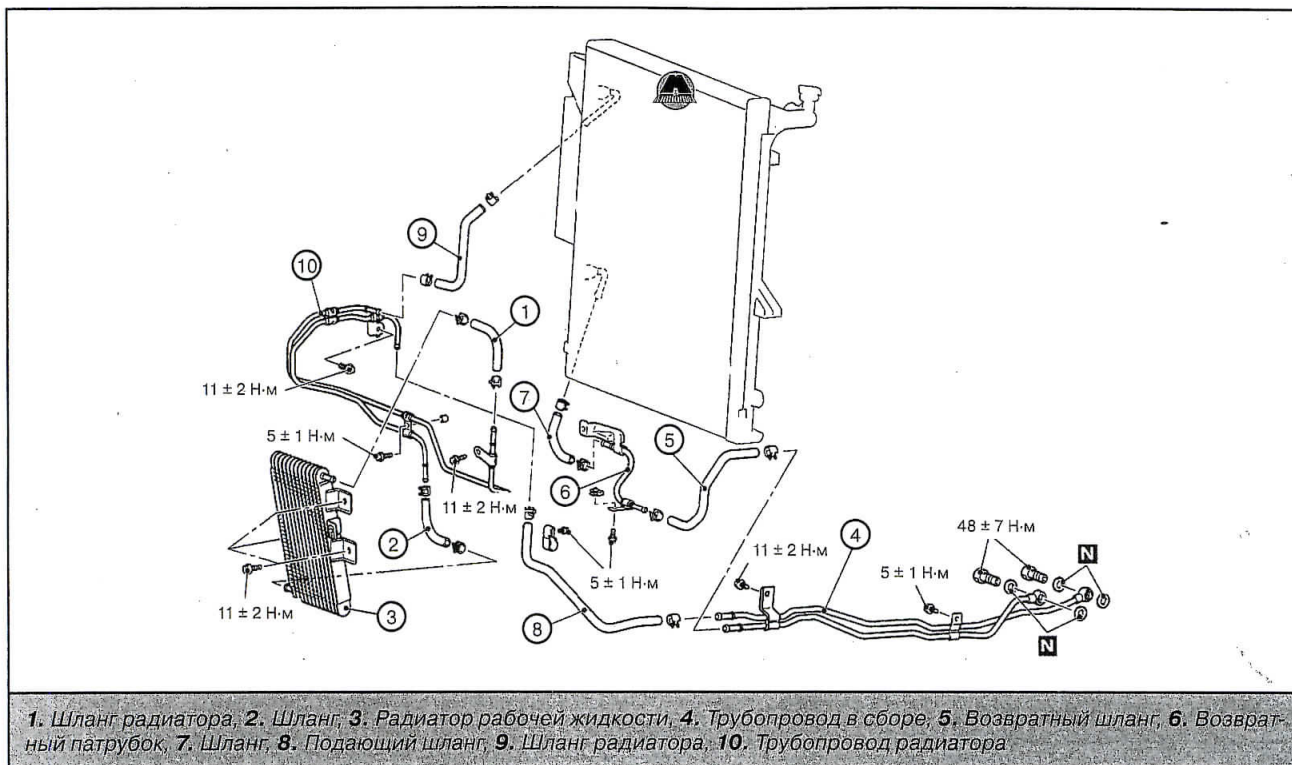 9
10
1
11 ± 2 Н·м
7
5
5 ± 1 Н·м
6
11 ± 2 Н·м
48 ± 7 Н·м
2
11 ± 2 Н·м
4
N
5 ± 1 Н·м
5 ± 1 Н·м
11 ± 2 Н·м
3
8
N
1. Шланг радиатора, 2. Шланг, 3. Радиатор рабочей жидкости, 4. Трубопровод в сборе, 5. Возвратный шланг, 6. Возврат-
ный патрубок, 7. Шланг, 8. Подающий шланг, 9. Шланг радиатора, 10. Трубопровод радиатора